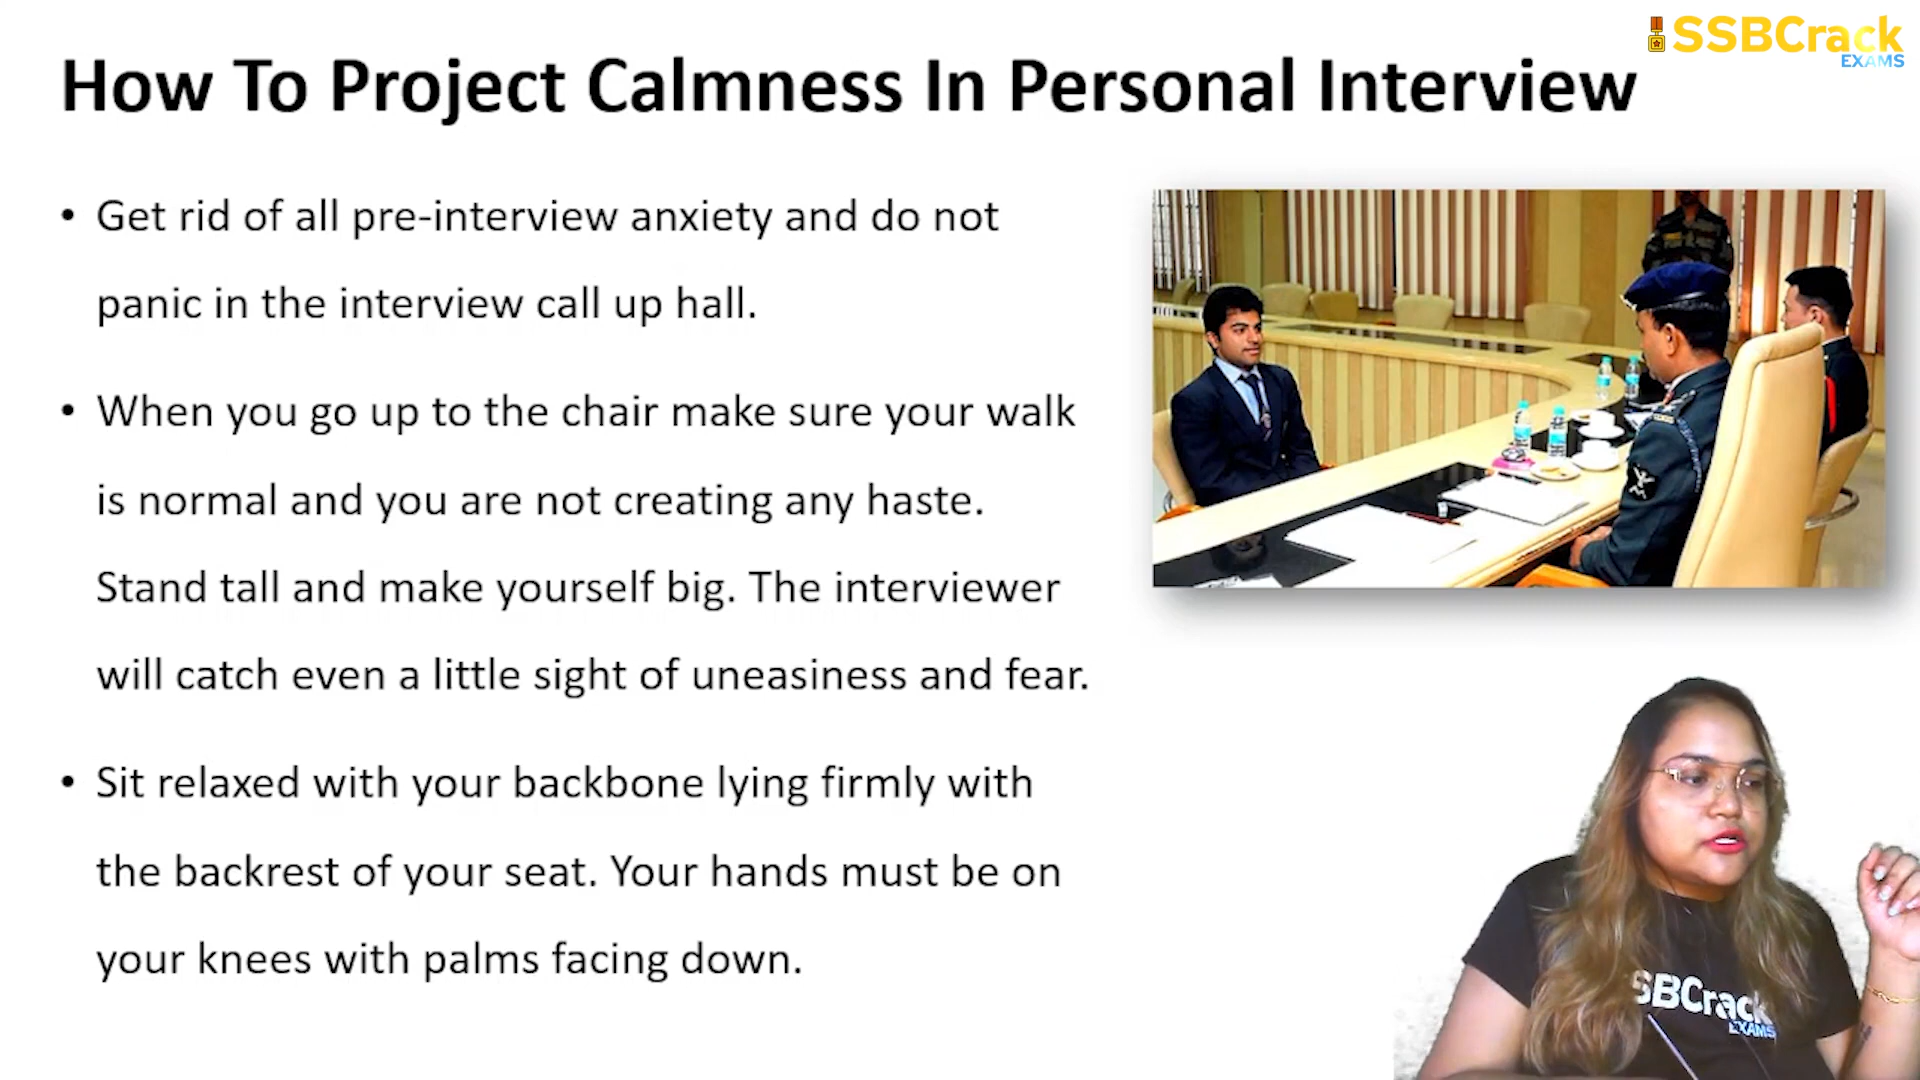 SSBCrack
EXAMS
How To Project Calmness In Personal Interview
• Get rid of all pre-interview anxiety and do not
panic in the interview call up hall.
• When you go up to the chair make sure your walk
is normal and you are not creating any haste.
Stand tall and make yourself big. The interviewer
will catch even a little sight of uneasiness and fear.
• Sit relaxed with your backbone lying firmly with
the backrest of your seat. Your hands must be on
your knees with palms facing down.
SBCrack
EXAMS